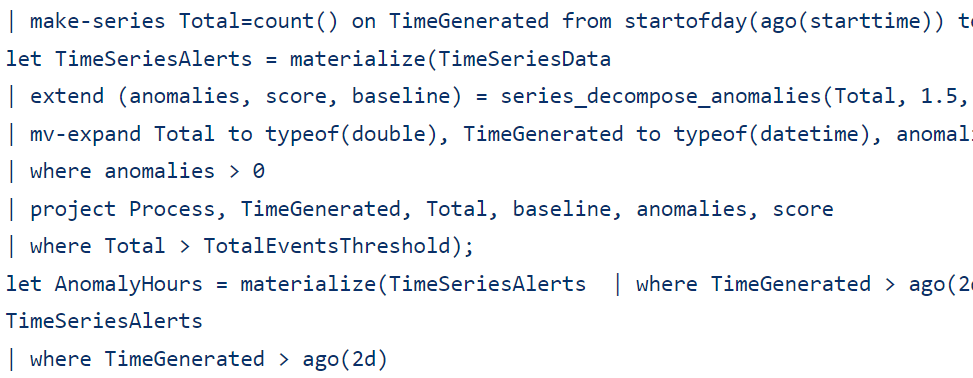 | make-series Total=count() on TimeGenerated from startofday(ago(starttime)) to
let TimeSeriesAlerts = materialize(TimeSeriesData
| extend (anomalies, score, baseline) = series_decompose_anomalies(Total, 1.5,
| mv-expand Total to typeof(double), TimeGenerated to typeof(datetime), anomali
| where anomalies > 0
| project Process, TimeGenerated, Total, baseline, anomalies, score
| where Total > TotalEventsThreshold);
let AnomalyHours = materialize(TimeSeriesAlerts  | where TimeGenerated > ago(2d
TimeSeriesAlerts
| where TimeGenerated > ago(2d)